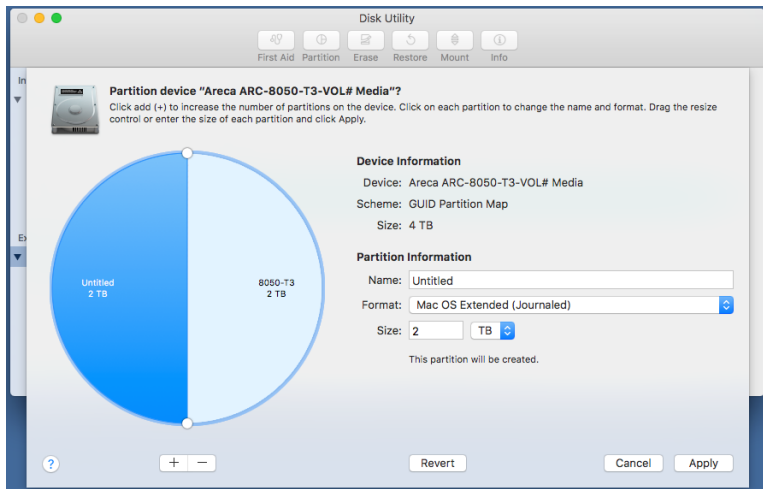 Disk Utility
First Aid Partition Erase Restore Mount Info
In
Partition device "Areca ARC-8050-T3-VOL# Media"?
Click add (+) to increase the number of partitions on the device. Click on each partition to change the name and format. Drag the resize
control or enter the size of each partition and click Apply.
Device Information
Device: Areca ARC-8050-T3-VOL# Media
Scheme: GUID Partition Map
Size: 4 TB
Ex
Partition Information
Untitled
2 TB
8050-T3
2 TB
Name: Untitled
Format: Mac OS Extended (Journaled)
Size: 2 TB
This partition will be created.
? + − Revert Cancel Apply